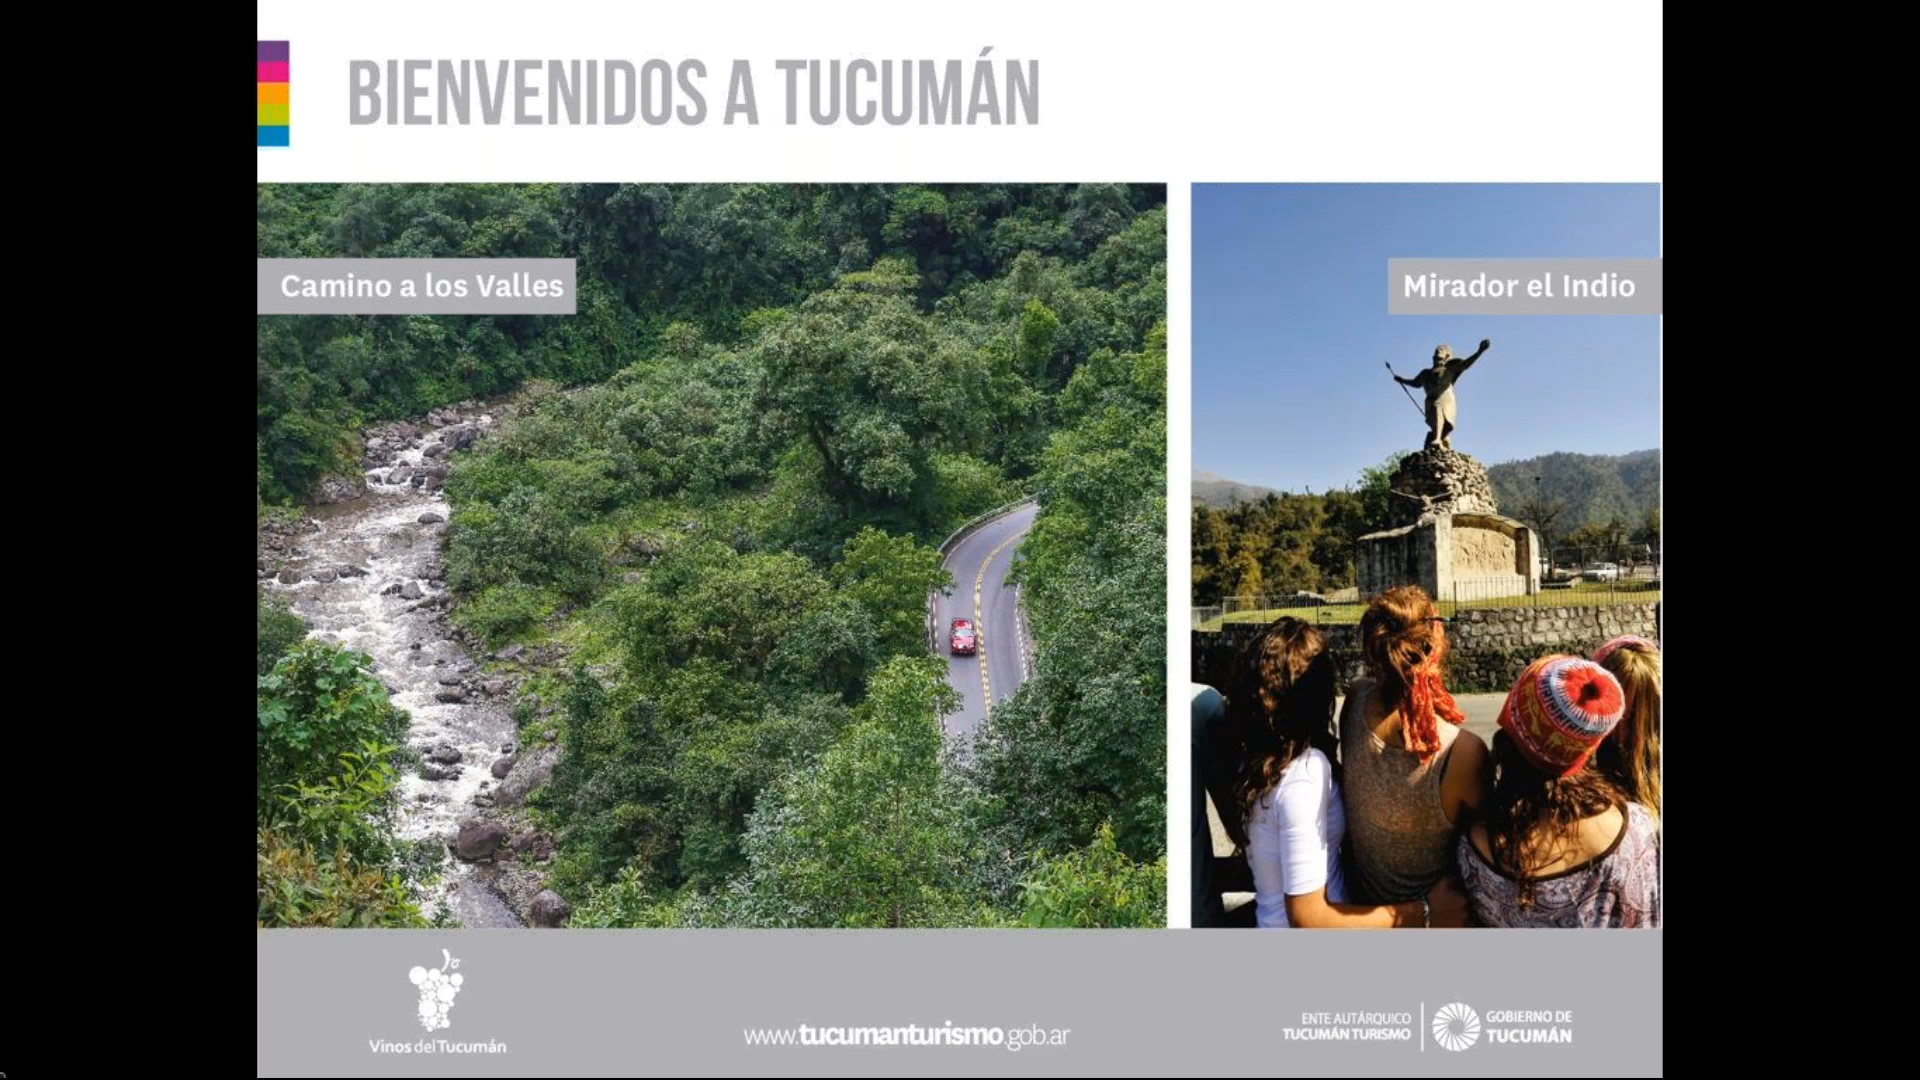 BIENVENIDOS A TUCUMÁN
Camino a los Valles
Mirador el Indio
Vinos del Tucumán
www.tucumanturismo.gob.ar
ENTE AUTÁRQUICO
TUCUMÁN TURISMO
GOBIERNO DE
TUCUMÁN